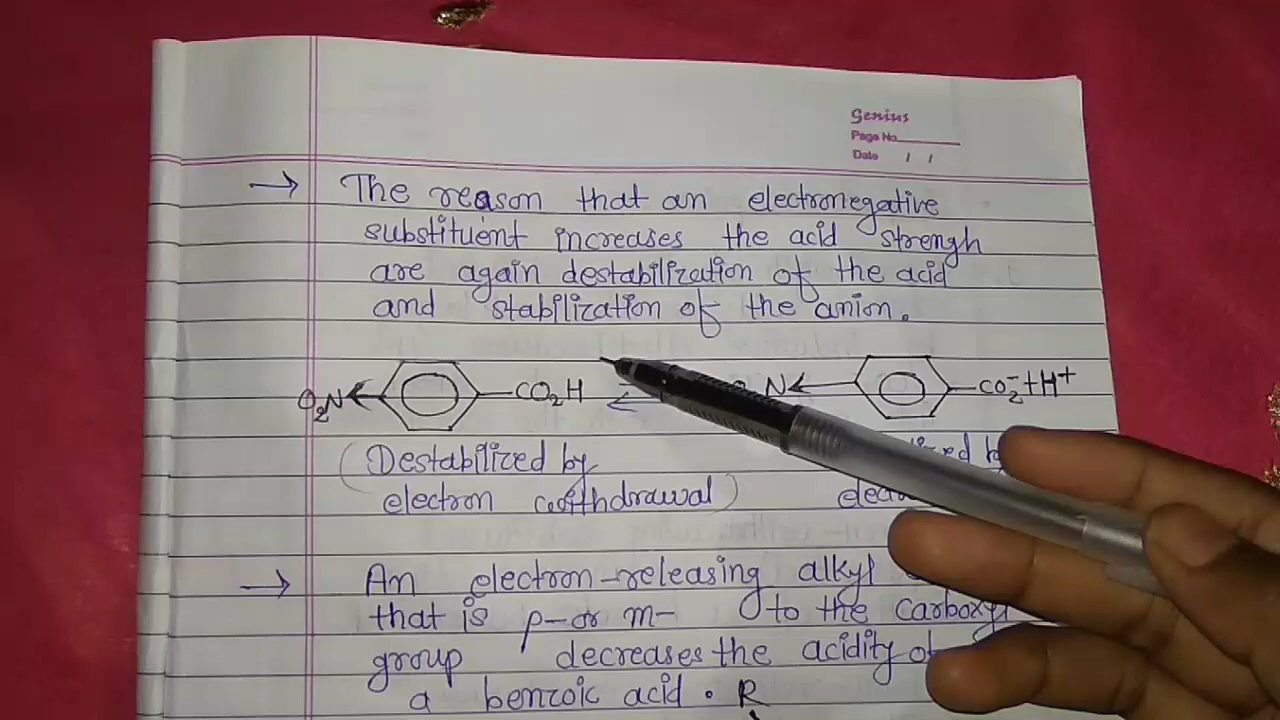 Genius
Page No.
Date / /
→ The reason that an electronegative
substituent increases the acid strengh
are again destabilization of the acid
and stabilization of the anion.
O₂N CO₂H N CO₂⁻+H⁺
(Destabilized by
electron withdrawal)
→ An electron-releasing alkyl
that is p- or m- to the carboxyl
group decreases the acidity of
a benzoic acid. R